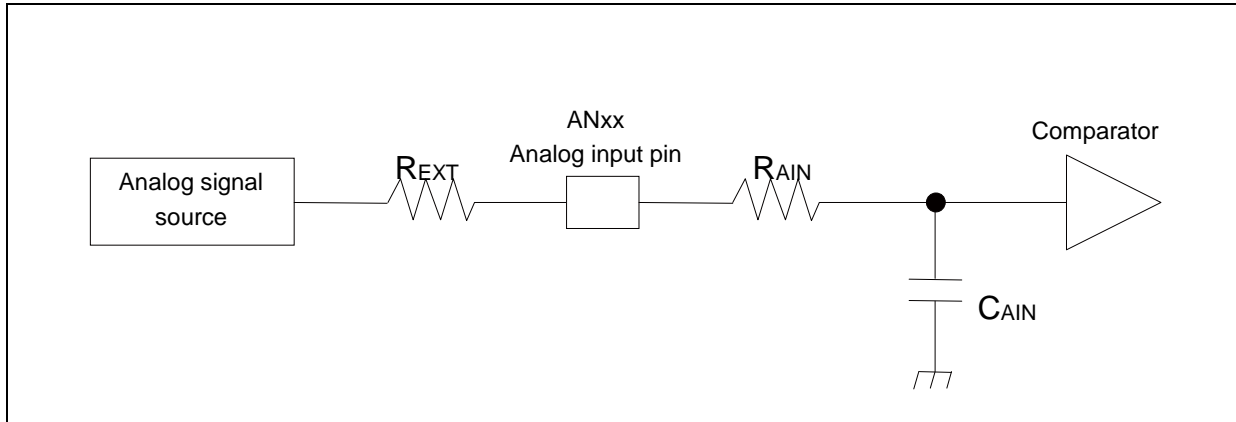 Analog signal
source
REXT
ANxx
Analog input pin
RAIN
Comparator
CAIN